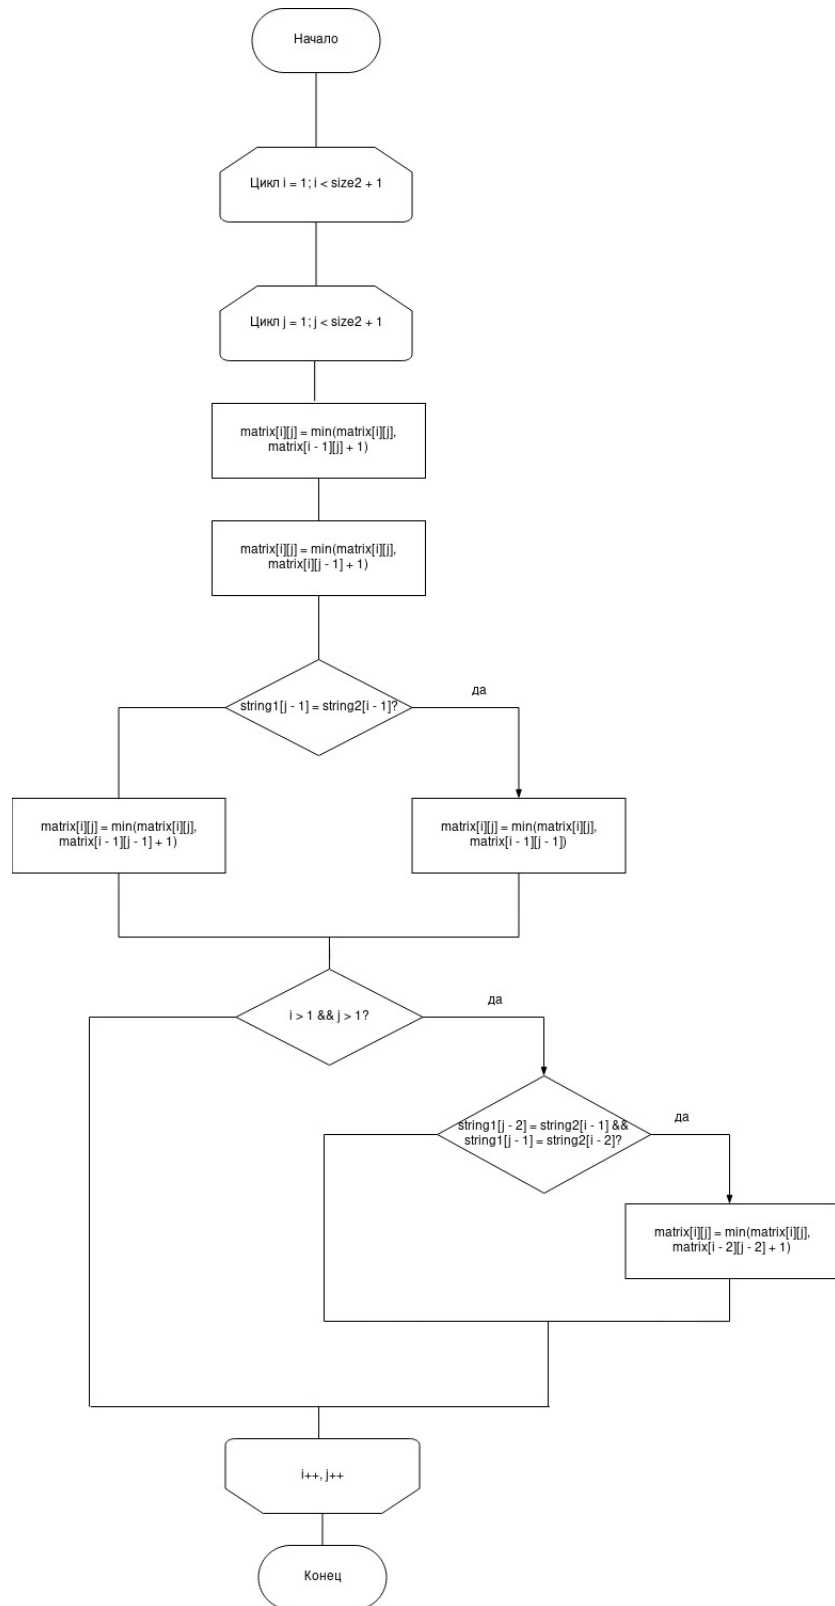 Начало
Цикл i = 1; i < size2 + 1
Цикл j = 1; j < size2 + 1
matrix[i][j] = min(matrix[i][j],
matrix[i - 1][j] + 1)
matrix[i][j] = min(matrix[i][j],
matrix[i][j - 1] + 1)
string1[j - 1] = string2[i - 1]?
да
matrix[i][j] = min(matrix[i][j],
matrix[i - 1][j - 1] + 1)
matrix[i][j] = min(matrix[i][j],
matrix[i - 1][j - 1])
i > 1 && j > 1?
да
string1[j - 2] = string2[i - 1] &&
string1[j - 1] = string2[i - 2]?
да
matrix[i][j] = min(matrix[i][j],
matrix[i - 2][j - 2] + 1)
i++, j++
Конец